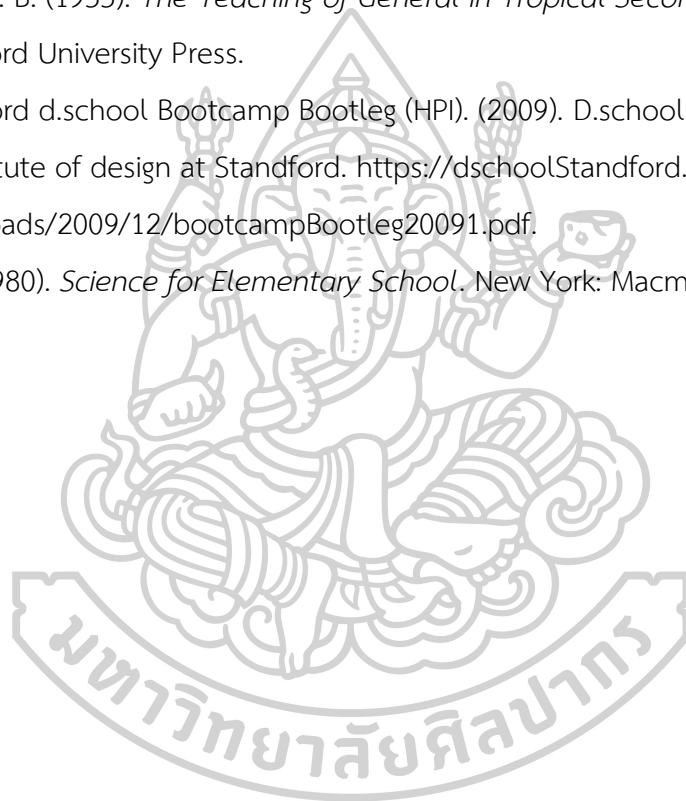 . B. (1955). The Teaching of General in Tropical Secon
ord University Press.
ord d.school Bootcamp Bootleg (HPI). (2009). D.school
tute of design at Standford. https://dschoolStandford.
ads/2009/12/bootcampBootleg20091.pdf.
980). Science for Elementary School. New York: Macm
มหาวิทยาลัยศิลปากร